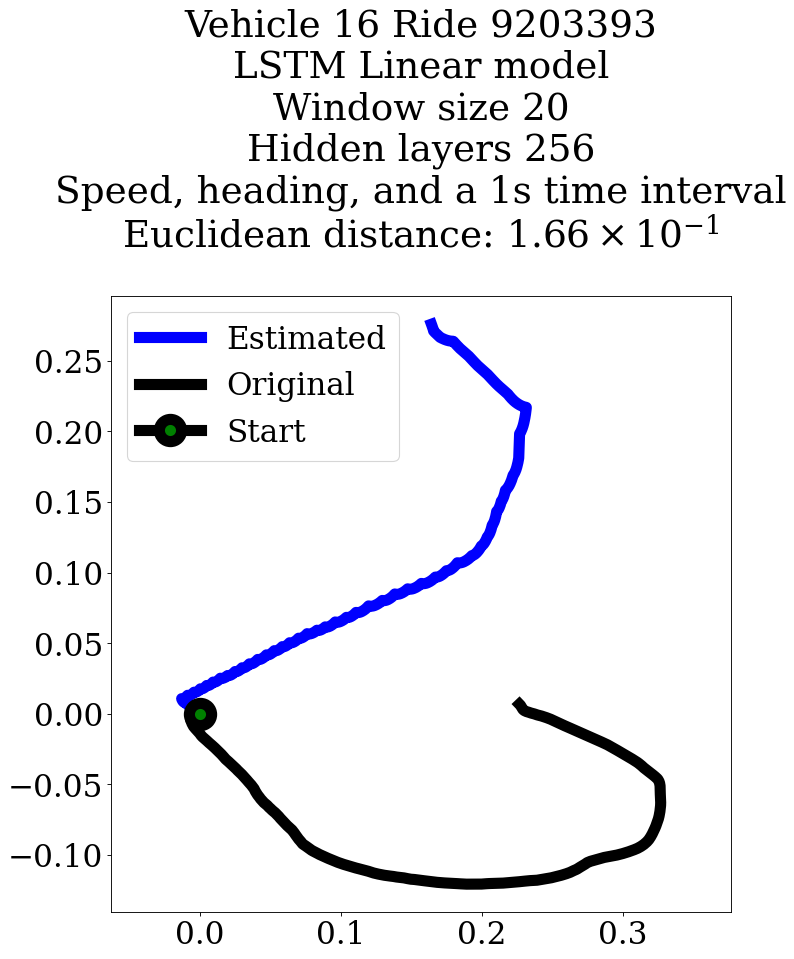 Vehicle 16 Ride 9203393
LSTM Linear model
Window size 20
Hidden layers 256
Speed, heading, and a 1s time interval
Euclidean distance: 1.66 × 10⁻¹
Estimated
Original
Start
0.25
0.20
0.15
0.10
0.05
0.00
−0.05
−0.10
0.0 0.1 0.2 0.3